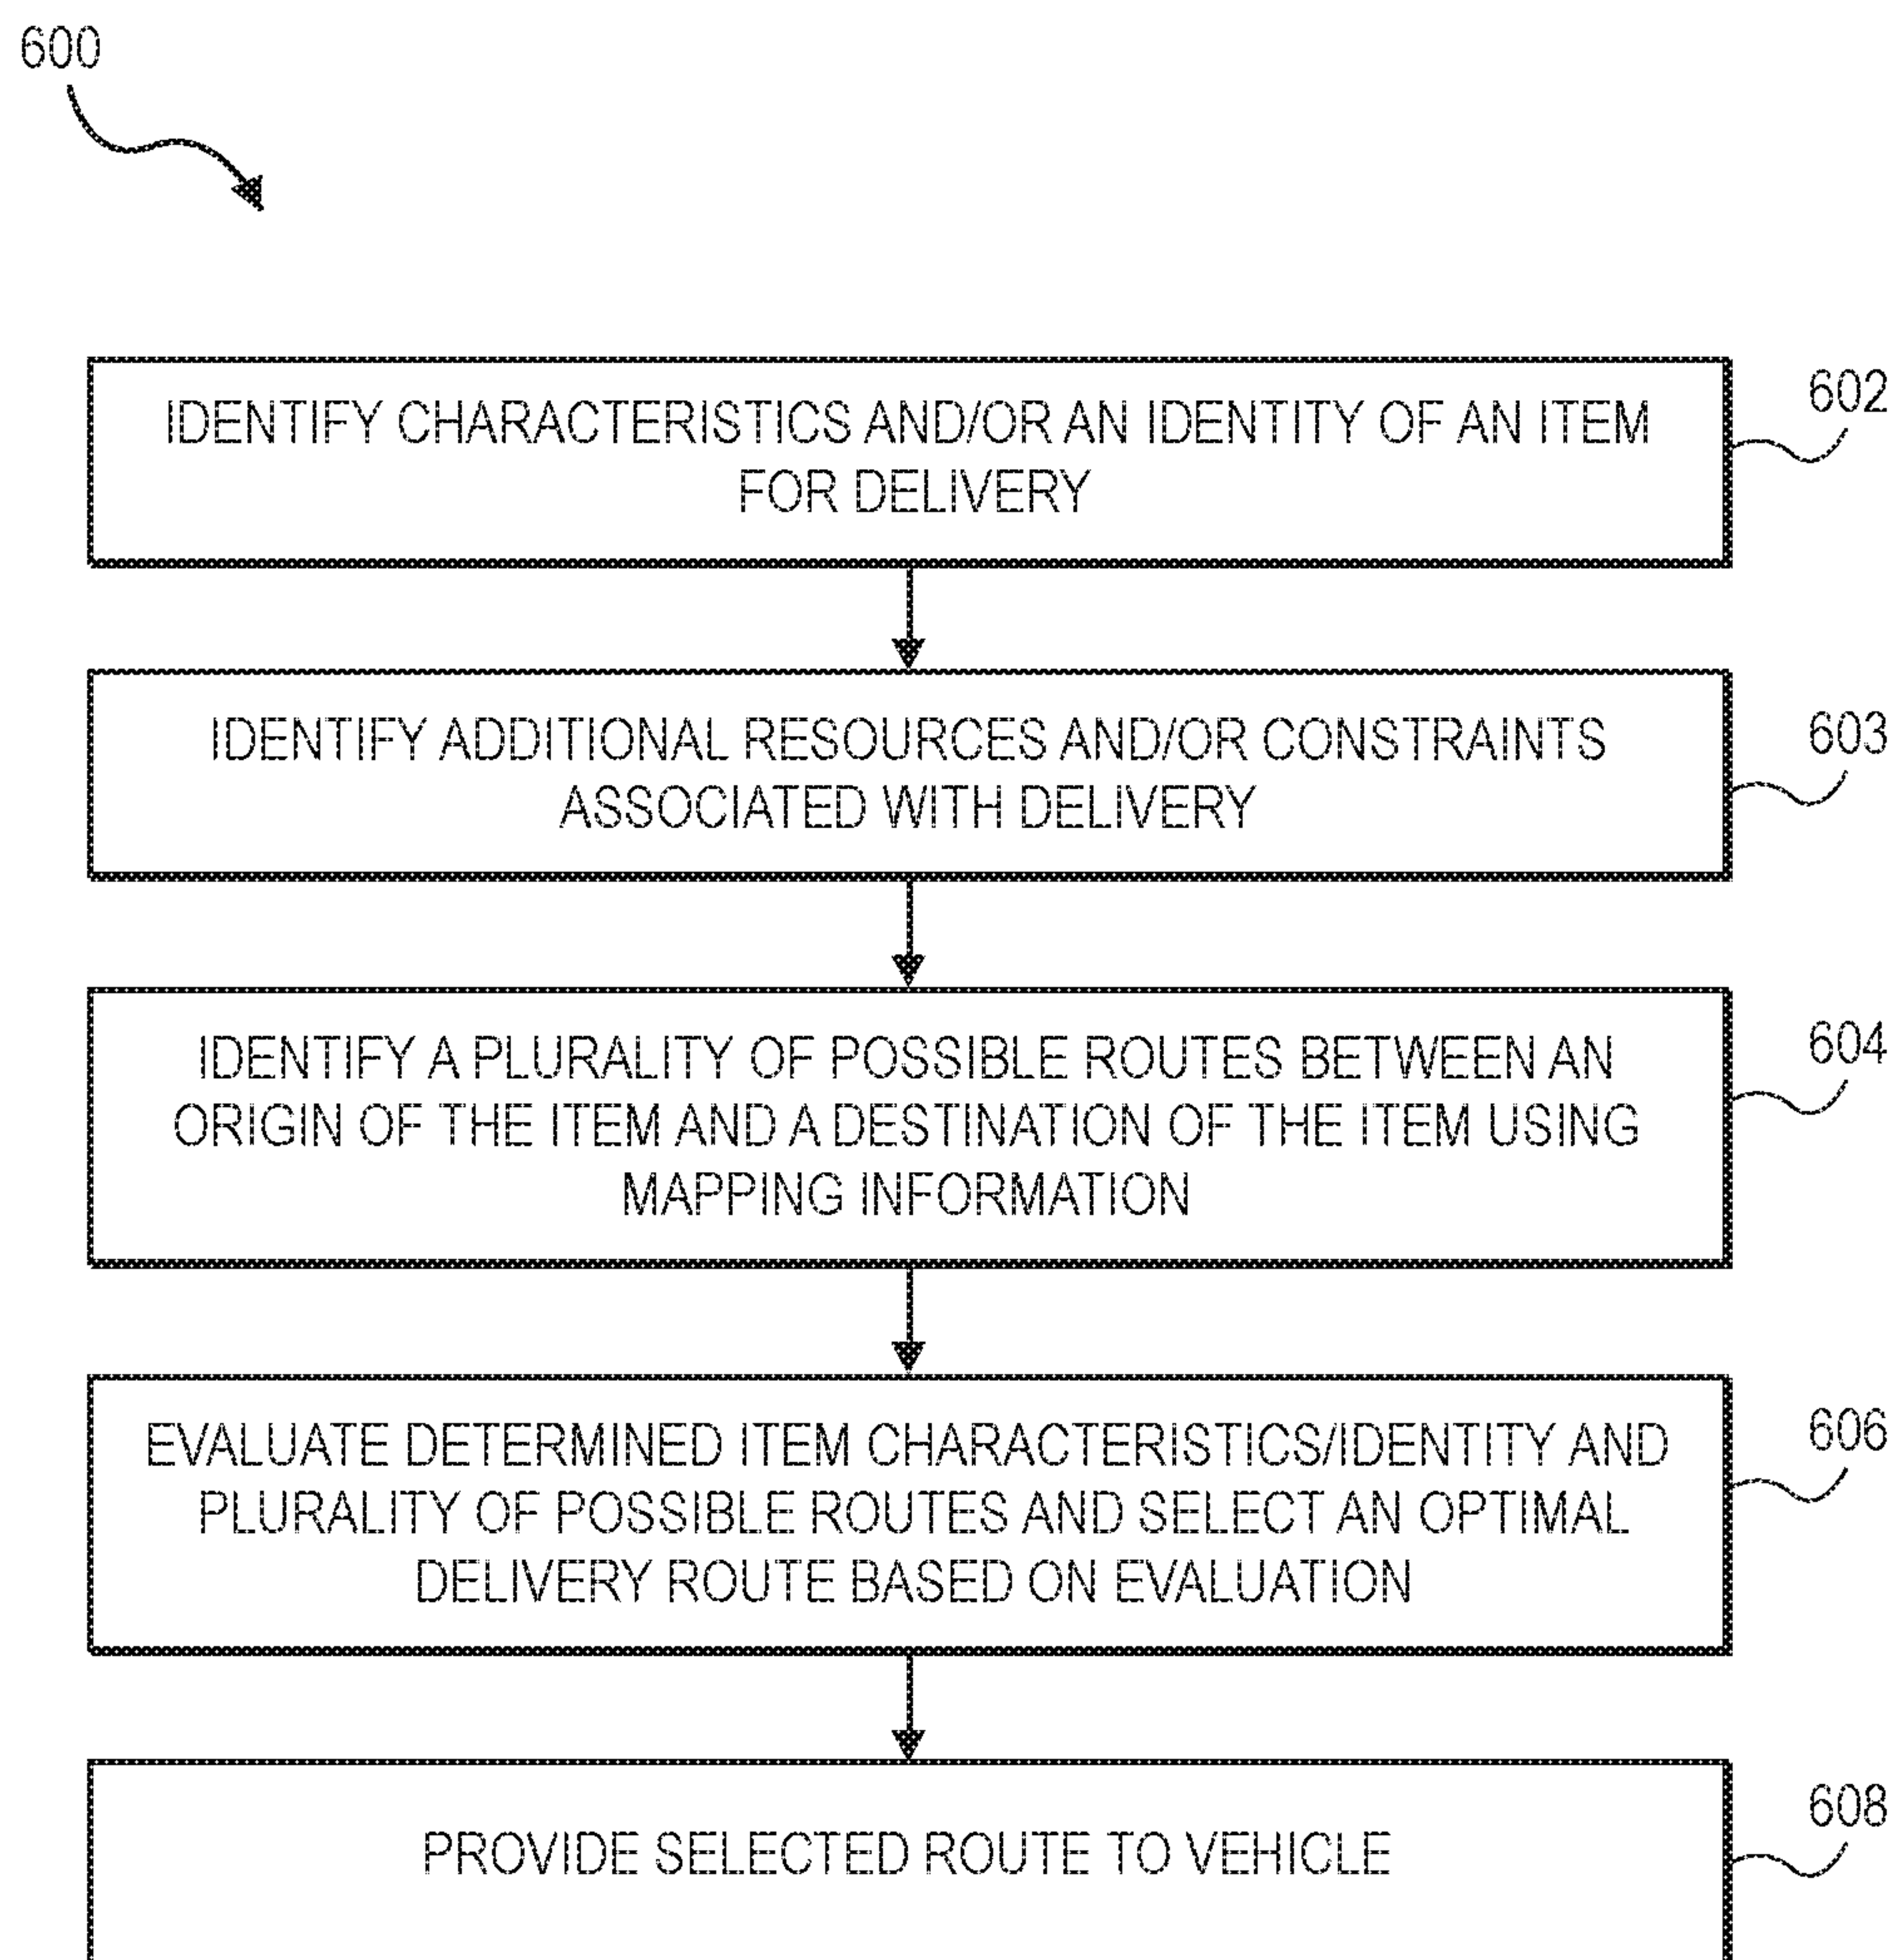 600
IDENTIFY CHARACTERISTICS AND/OR AN IDENTITY OF AN ITEM
FOR DELIVERY
602
IDENTIFY ADDITIONAL RESOURCES AND/OR CONSTRAINTS
ASSOCIATED WITH DELIVERY
603
IDENTIFY A PLURALITY OF POSSIBLE ROUTES BETWEEN AN
ORIGIN OF THE ITEM AND A DESTINATION OF THE ITEM USING
MAPPING INFORMATION
604
EVALUATE DETERMINED ITEM CHARACTERISTICS/IDENTITY AND
PLURALITY OF POSSIBLE ROUTES AND SELECT AN OPTIMAL
DELIVERY ROUTE BASED ON EVALUATION
606
PROVIDE SELECTED ROUTE TO VEHICLE
608